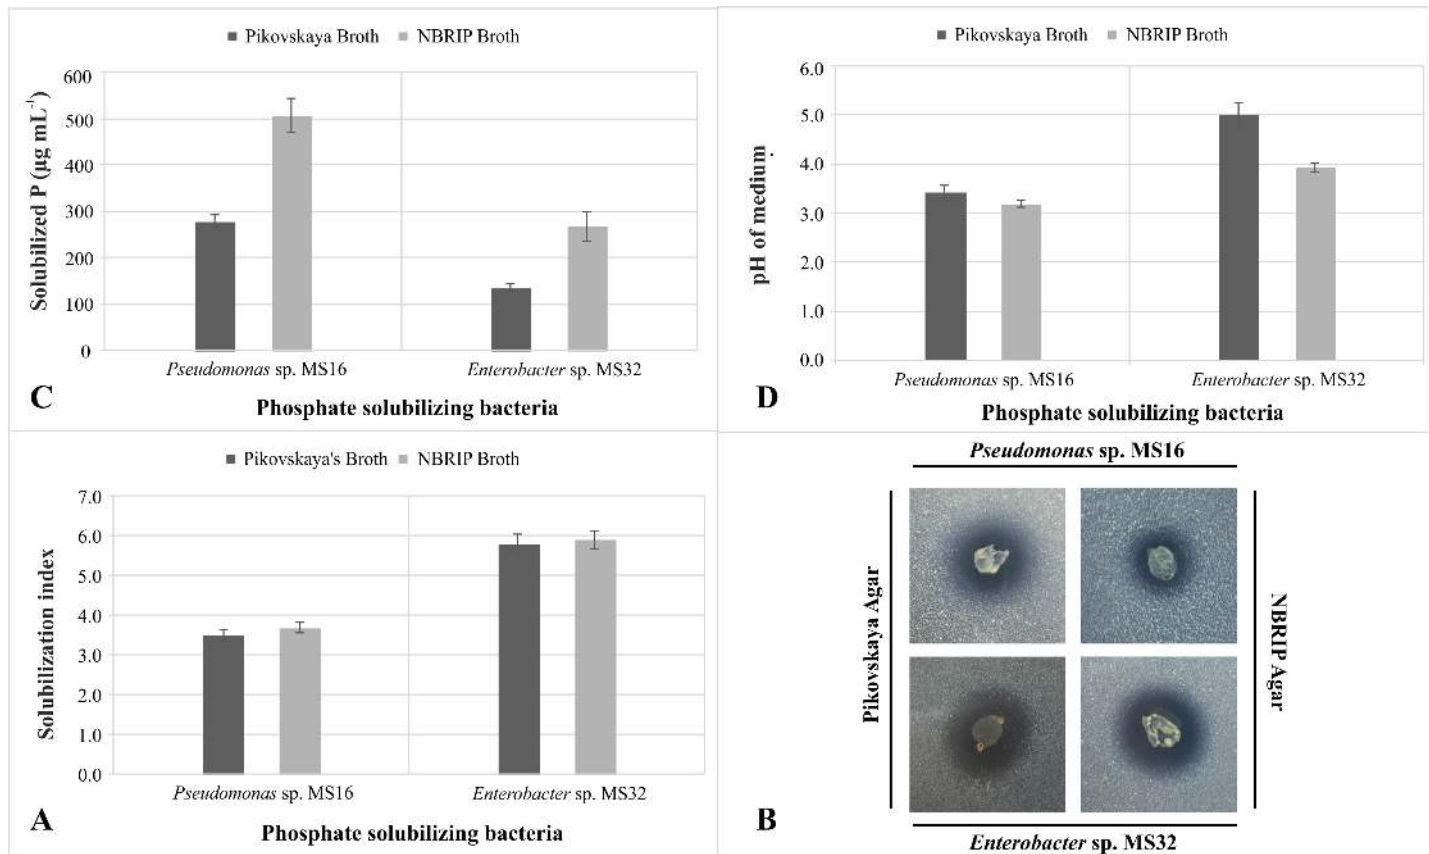 ■ Pikovskaya Broth ■ NBRIP Broth
Solubilized P (µg mL⁻¹)
600
500
400
300
200
100
0
Pseudomonas sp. MS16
Enterobacter sp. MS32
C
Phosphate solubilizing bacteria
■ Pikovskaya Broth ■ NBRIP Broth
pH of medium
6.0
5.0
4.0
3.0
2.0
1.0
0.0
Pseudomonas sp. MS16
Enterobacter sp. MS32
D
Phosphate solubilizing bacteria
■ Pikovskaya's Broth ■ NBRIP Broth
Solubilization index
7.0
6.0
5.0
4.0
3.0
2.0
1.0
0.0
Pseudomonas sp. MS16
Enterobacter sp. MS32
A
Phosphate solubilizing bacteria
Pseudomonas sp. MS16
Pikovskaya Agar
NBRIP Agar
B
Enterobacter sp. MS32